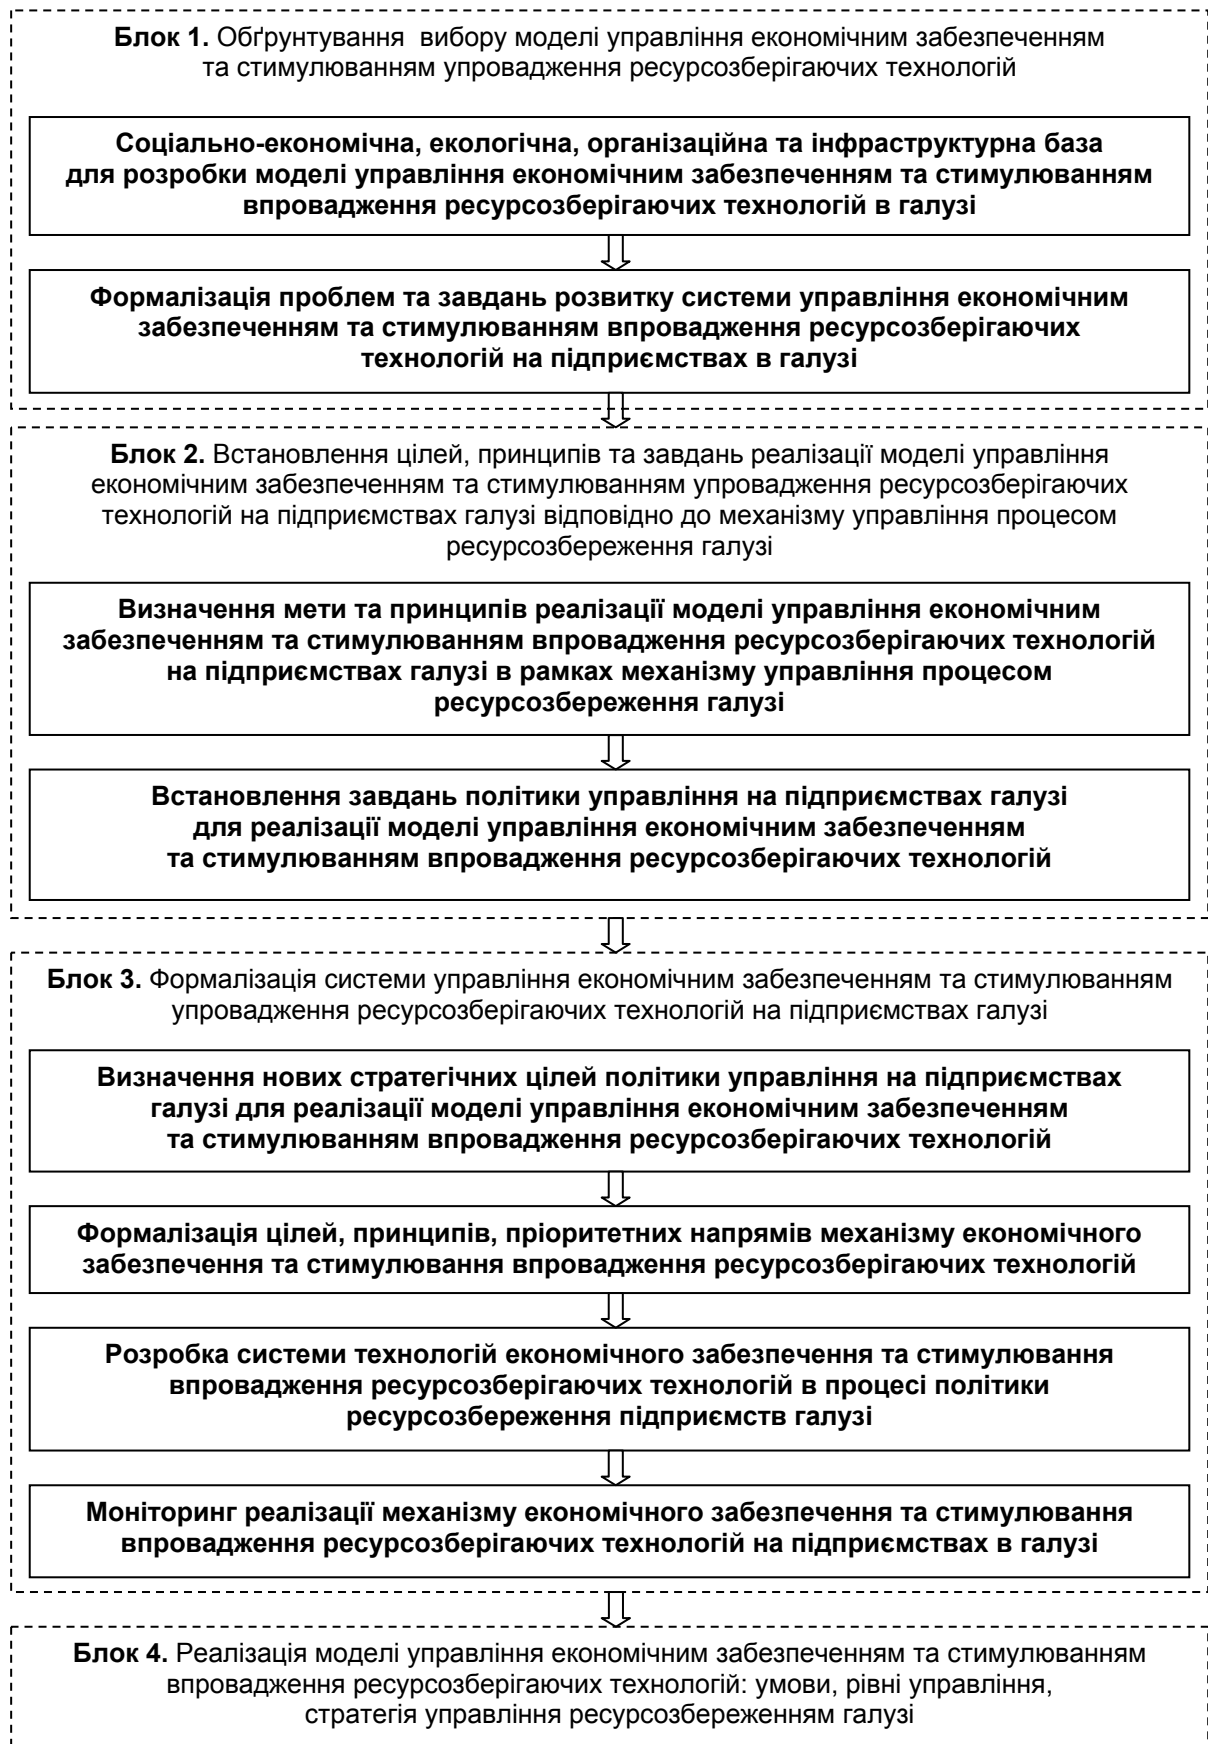 Блок 1. Обґрунтування вибору моделі управління економічним забезпеченням
та стимулюванням упровадження ресурсозберігаючих технологій
Соціально-економічна, екологічна, організаційна та інфраструктурна база
для розробки моделі управління економічним забезпеченням та стимулюванням
впровадження ресурсозберігаючих технологій в галузі
Формалізація проблем та завдань розвитку системи управління економічним
забезпеченням та стимулюванням впровадження ресурсозберігаючих
технологій на підприємствах в галузі
Блок 2. Встановлення цілей, принципів та завдань реалізації моделі управління
економічним забезпеченням та стимулюванням упровадження ресурсозберігаючих
технологій на підприємствах галузі відповідно до механізму управління процесом
ресурсозбереження галузі
Визначення мети та принципів реалізації моделі управління економічним
забезпеченням та стимулюванням впровадження ресурсозберігаючих технологій
на підприємствах галузі в рамках механізму управління процесом
ресурсозбереження галузі
Встановлення завдань політики управління на підприємствах галузі
для реалізації моделі управління економічним забезпеченням
та стимулюванням впровадження ресурсозберігаючих технологій
Блок 3. Формалізація системи управління економічним забезпеченням та стимулюванням
упровадження ресурсозберігаючих технологій на підприємствах галузі
Визначення нових стратегічних цілей політики управління на підприємствах
галузі для реалізації моделі управління економічним забезпеченням
та стимулюванням впровадження ресурсозберігаючих технологій
Формалізація цілей, принципів, пріоритетних напрямів механізму економічного
забезпечення та стимулювання впровадження ресурсозберігаючих технологій
Розробка системи технологій економічного забезпечення та стимулювання
впровадження ресурсозберігаючих технологій в процесі політики
ресурсозбереження підприємств галузі
Моніторинг реалізації механізму економічного забезпечення та стимулювання
впровадження ресурсозберігаючих технологій на підприємствах в галузі
Блок 4. Реалізація моделі управління економічним забезпеченням та стимулюванням
впровадження ресурсозберігаючих технологій: умови, рівні управління,
стратегія управління ресурсозбереженням галузі